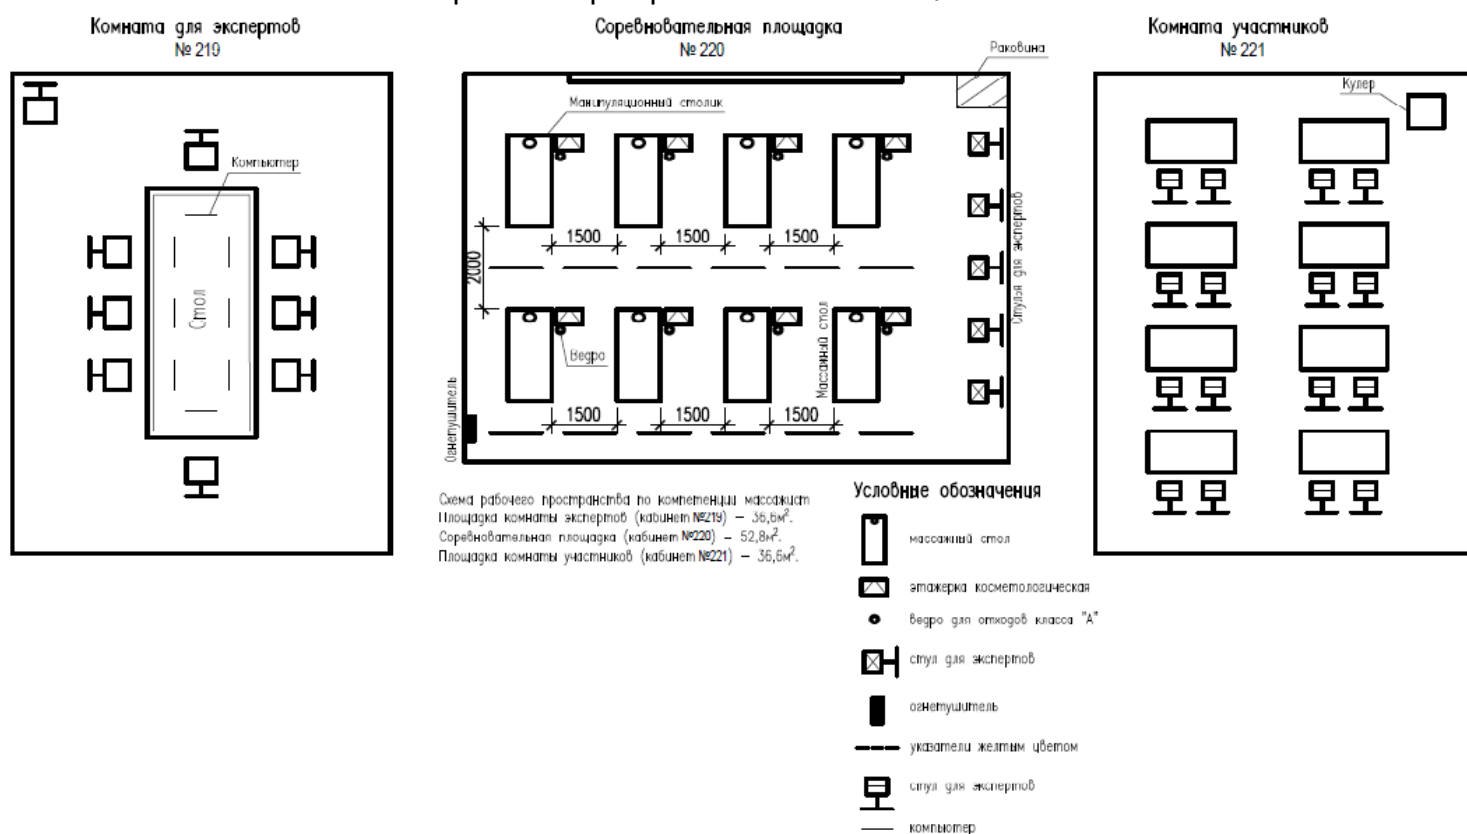 Комната для экспертов
№ 219
Соревновательная площадка
№ 220
Комната участников
№ 221
Раковина
Кулер
Манипуляционный столик
Компьютер
Стол
1500
1500
1500
2000
Стулья для экспертов
Ведро
Массажный стол
Огнетушитель
1500
1500
1500
Схема рабочего пространства по компетенции массажист
Площадка комнаты экспертов (кабинет №219) – 36,6м².
Соревновательная площадка (кабинет №220) – 52,8м².
Площадка комнаты участников (кабинет №221) – 36,6м².
Условные обозначения
массажный стол
этажерка косметологическая
ведро для отходов класса "А"
стул для экспертов
огнетушитель
указатели желтым цветом
стул для экспертов
компьютер